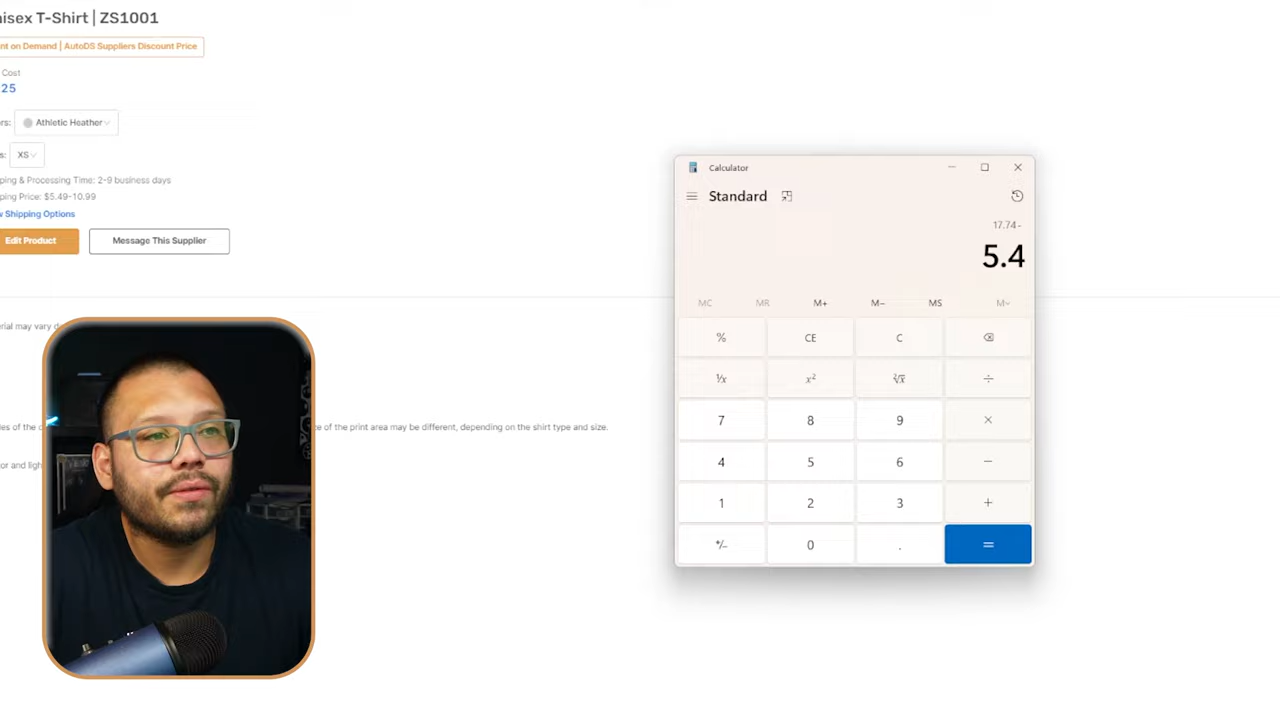 isex T-Shirt | ZS1001
nt on Demand | AutoDS Suppliers Discount Price
Cost
25
rs: Athletic Heather
s: XS
ping & Processing Time: 2-9 business days
ping Price: $5.49-10.99
Shipping Options
Edit Product
Message This Supplier
erial may vary d
es of the c
ze of the print area may be different, depending on the shirt type and size.
or and ligh
Calculator
Standard
17.74 -
5.4
MC MR M+ M− MS M˅
% CE C
¹/x x² ²√x ÷
7 8 9 ×
4 5 6 −
1 2 3 +
+/− 0 . =